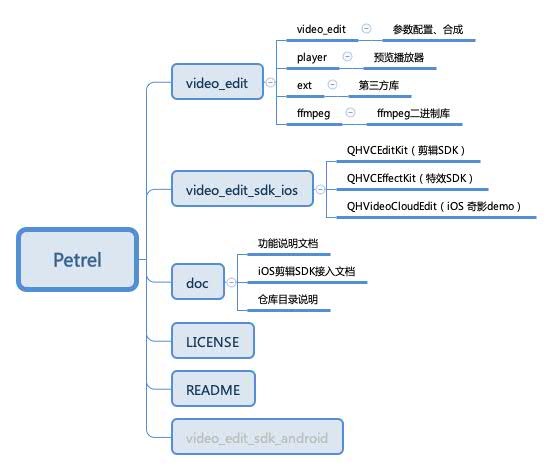 Petrel
video_edit
video_edit
参数配置、合成
player
预览播放器
ext
第三方库
ffmpeg
ffmpeg二进制库
video_edit_sdk_ios
QHVCEditKit（剪辑SDK）
QHVCEffectKit（特效SDK）
QHVideoCloudEdit（iOS 奇影demo）
doc
功能说明文档
iOS剪辑SDK接入文档
仓库目录说明
LICENSE
README
video_edit_sdk_android